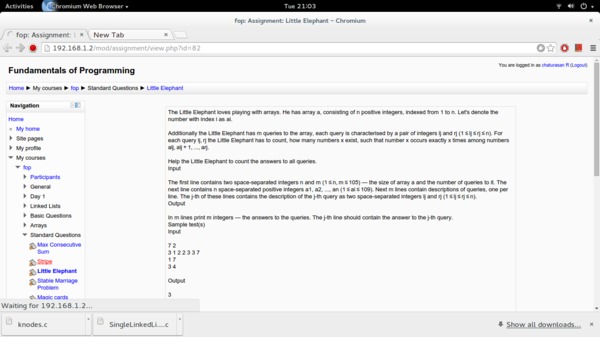 Activities
Chromium Web Browser
Tue 21:03
fop: Assignment: Little Elephant – Chromium
fop: Assignment: L
New Tab
192.168.1.2/mod/assignment/view.php?id=82
Fundamentals of Programming
You are logged in as
(Logout)
Home ► My courses ► fop ► Standard Questions ► Little Elephant
Navigation
Home
My home
Site pages
My profile
My courses
fop
Participants
General
Day 1
Linked Lists
Basic Questions
Arrays
Standard Questions
Max Consecutive
Sum
Stripe
Little Elephant
Stable Marriage
Problem
Magic cards
The Little Elephant loves playing with arrays. He has array a, consisting of n positive integers, indexed from 1 to n. Let's denote the
number with index i as ai.
Additionally the Little Elephant has m queries to the array, each query is characterised by a pair of integers lj and rj (1 ≤ lj ≤ rj ≤ n). For
each query lj, rj the Little Elephant has to count, how many numbers x exist, such that number x occurs exactly x times among numbers
alj, alj + 1, ..., arj.
Help the Little Elephant to count the answers to all queries.
Input
The first line contains two space-separated integers n and m (1 ≤ n, m ≤ 105) — the size of array a and the number of queries to it. The
next line contains n space-separated positive integers a1, a2, ..., an (1 ≤ ai ≤ 109). Next m lines contain descriptions of queries, one per
line. The j-th of these lines contains the description of the j-th query as two space-separated integers lj and rj (1 ≤ lj ≤ rj ≤ n).
Output
In m lines print m integers — the answers to the queries. The j-th line should contain the answer to the j-th query.
Sample test(s)
Input
7 2
3 1 2 2 3 3 7
1 7
3 4
Output
3
Waiting for 192.168.1.2...
knodes.c
SingleLinkedLi....c
Show all downloads...